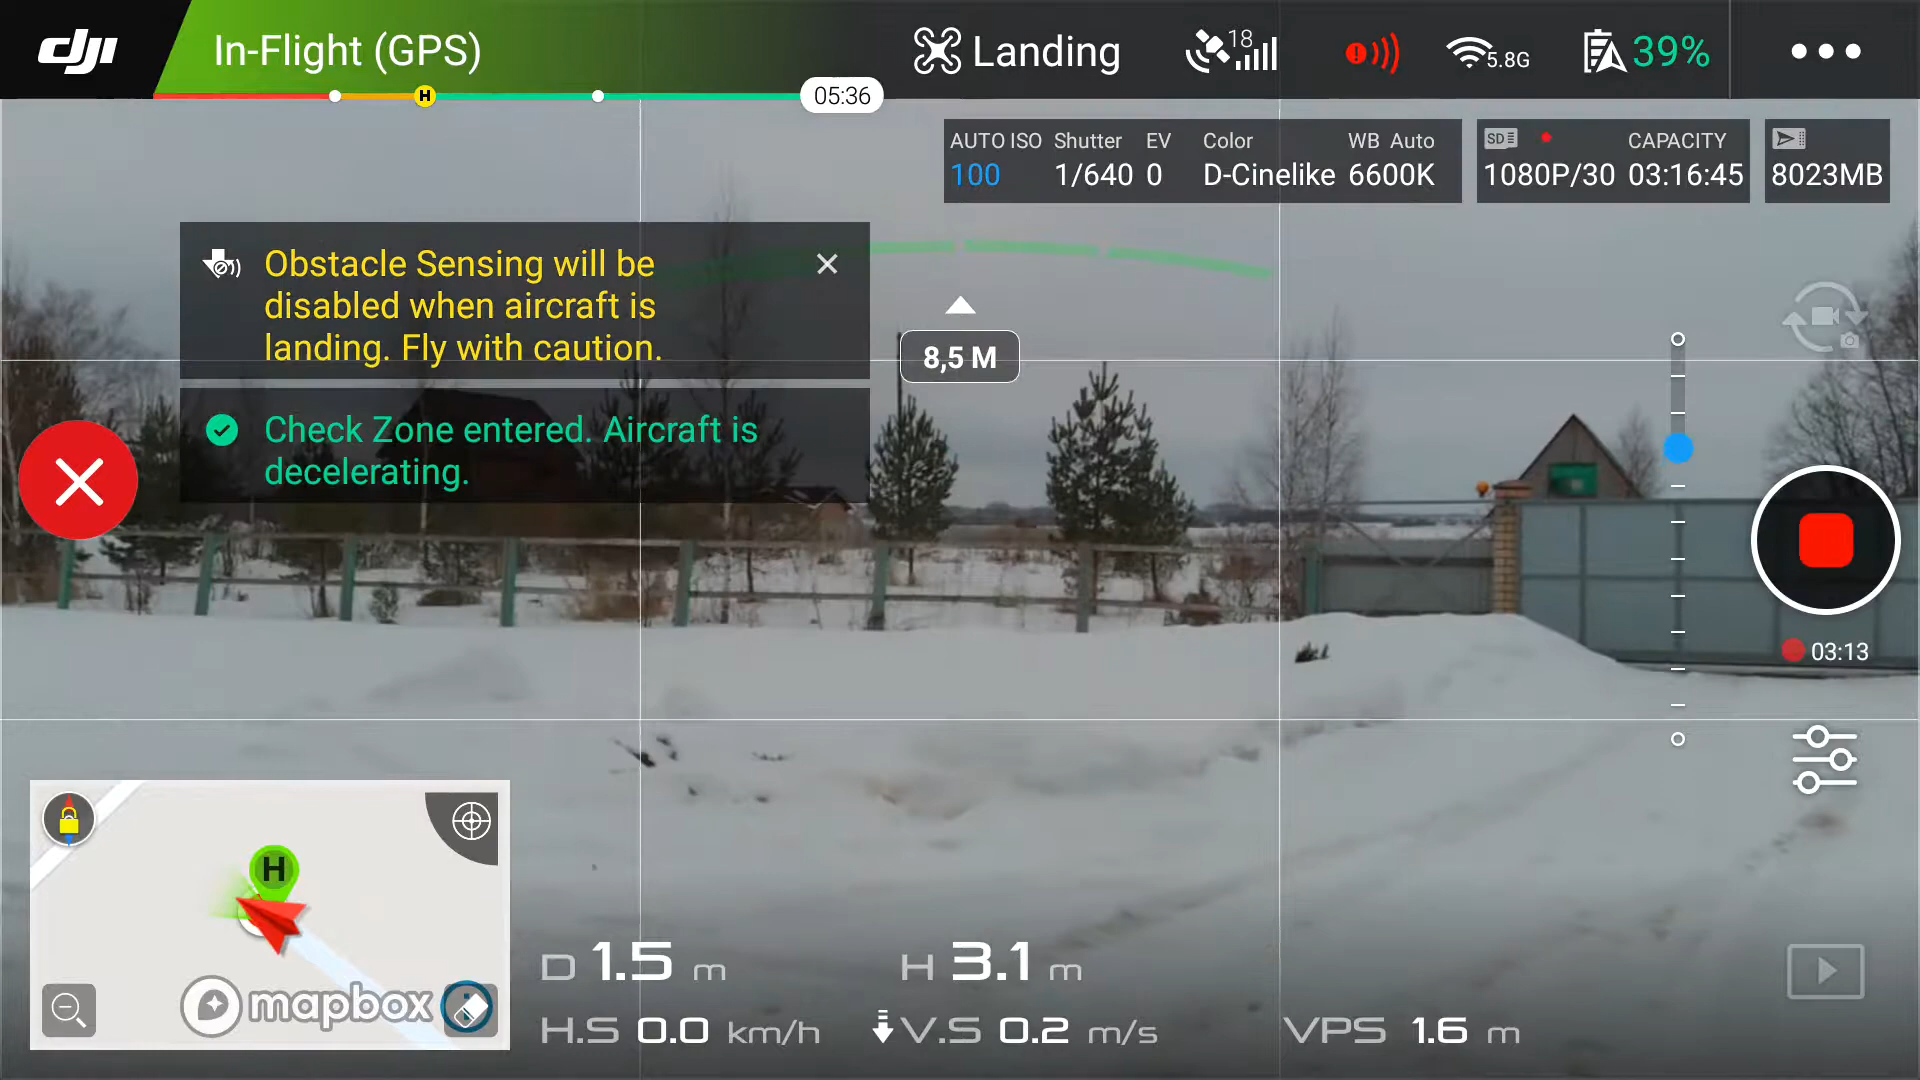 dji
In-Flight (GPS)
Landing
18
5.8G
39%
H
05:36
AUTO ISO Shutter EV Color WB Auto
100 1/640 0 D-Cinelike 6600K
SD CAPACITY
1080P/30 03:16:45
8023MB
Obstacle Sensing will be
disabled when aircraft is
landing. Fly with caution.
8,5 M
Check Zone entered. Aircraft is
decelerating.
03:13
H
mapbox
D 1.5 m H 3.1 m
H.S 0.0 km/h V.S 0.2 m/s VPS 1.6 m